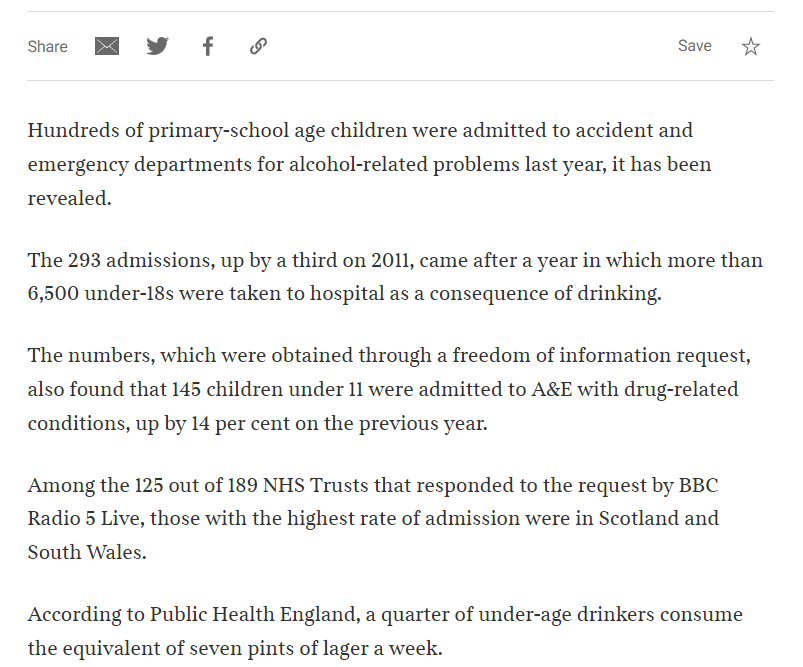 Share
Save
Hundreds of primary-school age children were admitted to accident and
emergency departments for alcohol-related problems last year, it has been
revealed.
The 293 admissions, up by a third on 2011, came after a year in which more than
6,500 under-18s were taken to hospital as a consequence of drinking.
The numbers, which were obtained through a freedom of information request,
also found that 145 children under 11 were admitted to A&E with drug-related
conditions, up by 14 per cent on the previous year.
Among the 125 out of 189 NHS Trusts that responded to the request by BBC
Radio 5 Live, those with the highest rate of admission were in Scotland and
South Wales.
According to Public Health England, a quarter of under-age drinkers consume
the equivalent of seven pints of lager a week.